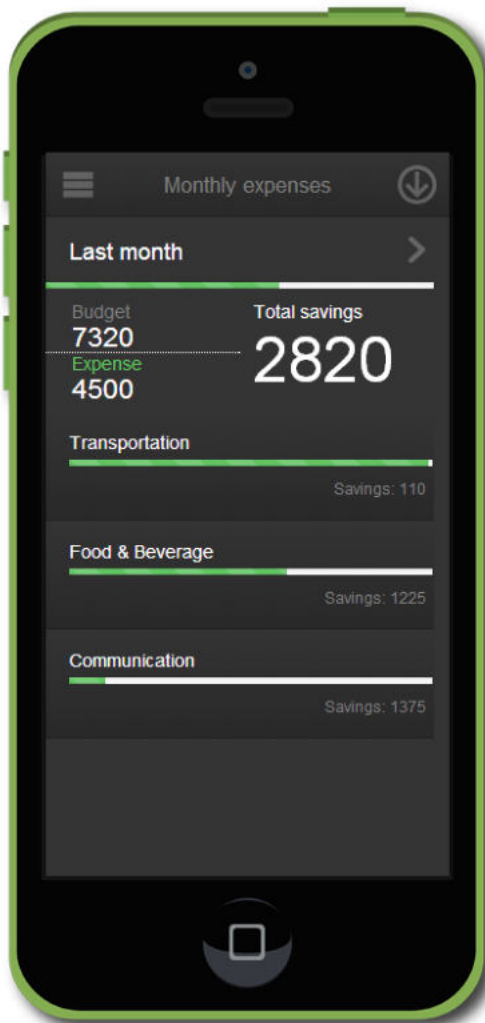 Monthly expenses
Last month
Budget
7320
Expense
4500
Total savings
2820
Transportation
Savings: 110
Food & Beverage
Savings: 1225
Communication
Savings: 1375